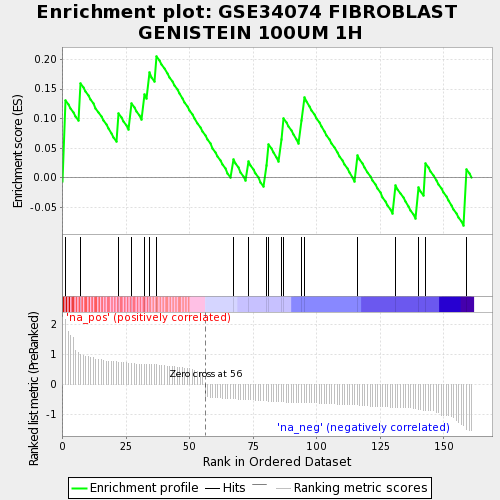 Enrichment plot: GSE34074 FIBROBLAST
GENISTEIN 100UM 1H
Enrichment score (ES)
0.20
0.15
0.10
0.05
0.00
-0.05
'na_pos' (positively correlated)
Ranked list metric (PreRanked)
2
1
0
-1
Zero cross at 56
'na_neg' (negatively correlated)
0 25 50 75 100 125 150
Rank in Ordered Dataset
Enrichment profile Hits Ranking metric scores